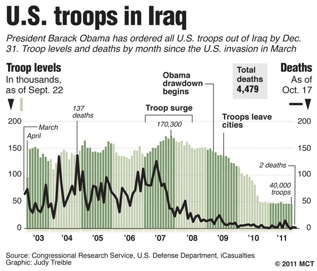 U.S. troops in Iraq
President Barack Obama has ordered all U.S. troops out of Iraq by Dec.
31. Troop levels and deaths by month since the U.S. invasion in March
Troop levels
In thousands,
as of Sept. 22
Obama
drawdown
begins
Total
deaths
4,479
Deaths
As of
Oct. 17
137
deaths
Troop surge
170,300
Troops leave
cities
March
April
2 deaths
40,000
troops
200
150
100
50
0
200
150
100
50
0
'03 '04 '05 '06 '07 '08 '09 '10 '11
Source: Congressional Research Service, U.S. Defense Department, iCasualties
Graphic: Judy Treible
© 2011 MCT